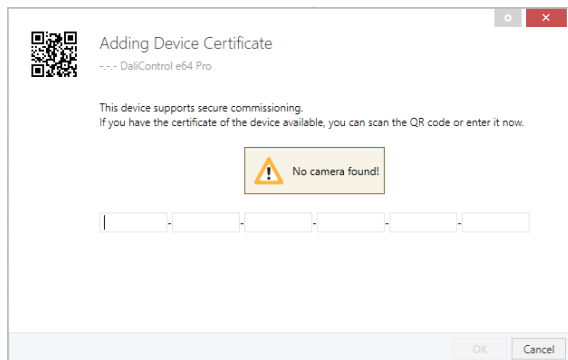 Adding Device Certificate
-.-.- DaliControl e64 Pro
This device supports secure commissioning.
If you have the certificate of the device available, you can scan the QR code or enter it now.
No camera found!
- - - - -
OK Cancel